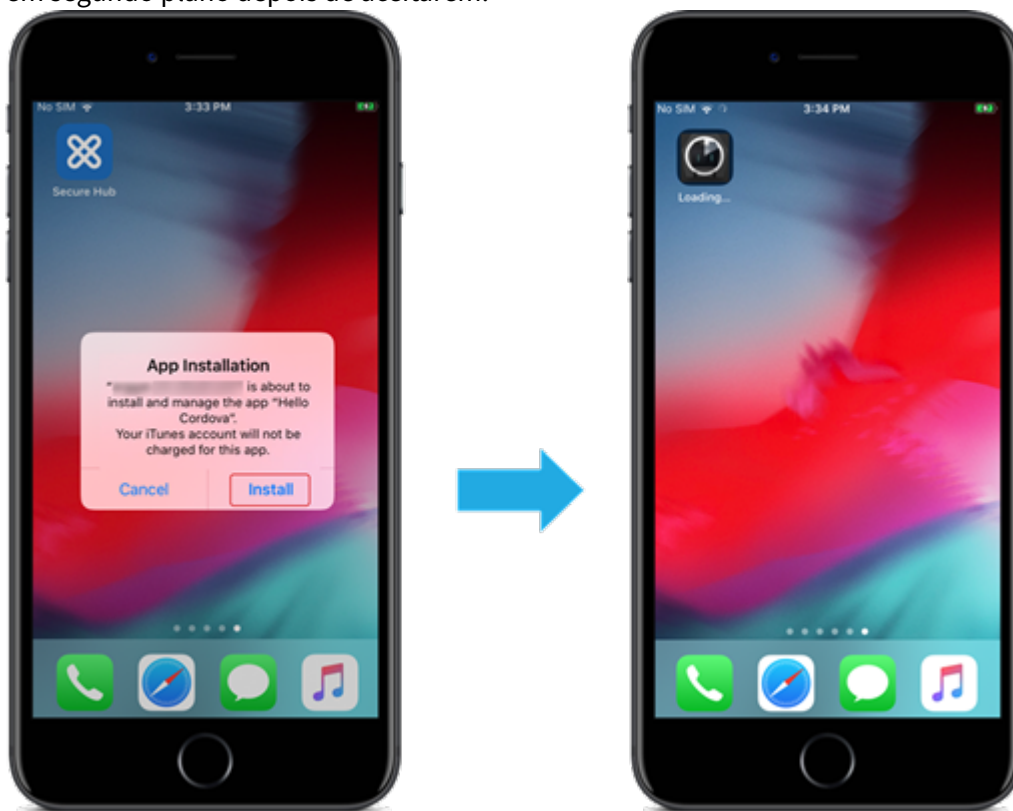 em segundo plano depois de aceitarem.
No SIM
3:33 PM
Secure Hub
App Installation
" is about to
install and manage the app "Hello
Cordova".
Your iTunes account will not be
charged for this app.
Cancel
Install
No SIM
3:34 PM
Loading...